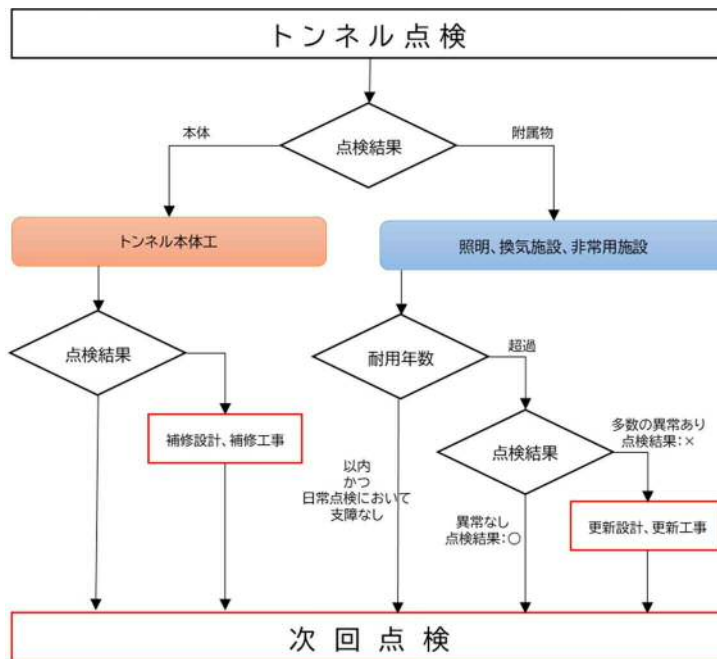 トンネル点検
点検結果
本体
附属物
トンネル本体工
照明、換気施設、非常用施設
点検結果
耐用年数
超過
補修設計、補修工事
点検結果
多数の異常あり
点検結果:×
以内
かつ
日常点検において
支障なし
異常なし
点検結果:○
更新設計、更新工事
次回点検